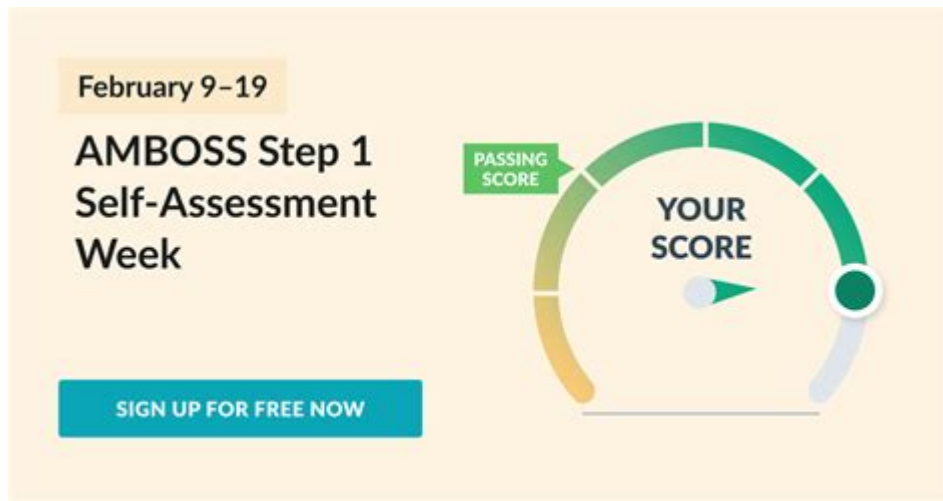 February 9–19
AMBOSS Step 1
Self-Assessment
Week
SIGN UP FOR FREE NOW
PASSING
SCORE
YOUR
SCORE